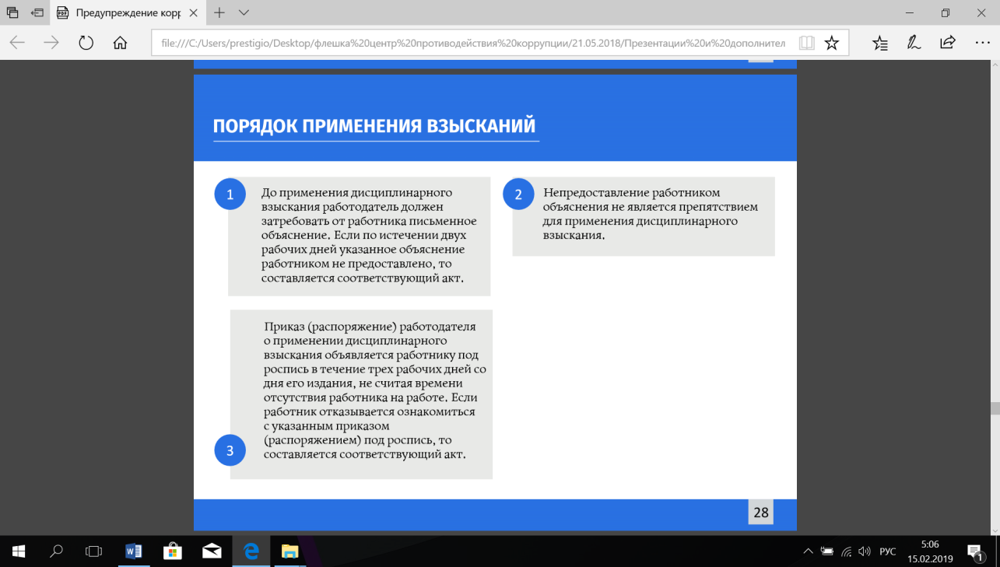 Предупреждение корр
file:///C:/Users/prestigio/Desktop/флешка%20центр%20противодействия%20коррупции/21.05.2018/Презентации%20и%20дополнител
ПОРЯДОК ПРИМЕНЕНИЯ ВЗЫСКАНИЙ
1
До применения дисциплинарного
взыскания работодатель должен
затребовать от работника письменное
объяснение. Если по истечении двух
рабочих дней указанное объяснение
работником не предоставлено, то
составляется соответствующий акт.
2
Непредоставление работником
объяснения не является препятствием
для применения дисциплинарного
взыскания.
3
Приказ (распоряжение) работодателя
о применении дисциплинарного
взыскания объявляется работнику под
роспись в течение трех рабочих дней со
дня его издания, не считая времени
отсутствия работника на работе. Если
работник отказывается ознакомиться
с указанным приказом
(распоряжением) под роспись, то
составляется соответствующий акт.
28
РУС
5:06
15.02.2019
1